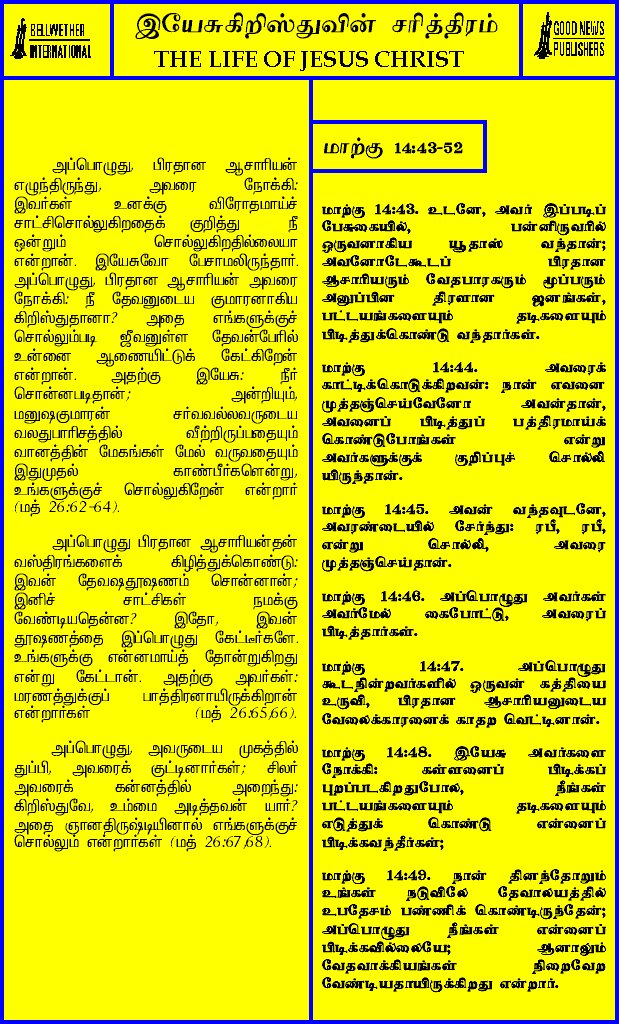 BELLWETHER
INTERNATIONAL
இயேசுகிறிஸ்துவின் சரித்திரம்
THE LIFE OF JESUS CHRIST
GOOD NEWS
PUBLISHERS
அப்பொழுது, பிரதான ஆசாரியன்
எழுந்திருந்து, அவரை நோக்கி:
இவர்கள் உனக்கு விரோதமாய்ச்
சாட்சிசொல்லுகிறதைக் குறித்து நீ
ஒன்றும் சொல்லுகிறதில்லையா
என்றான். இயேசுவோ பேசாமலிருந்தார்.
அப்பொழுது, பிரதான ஆசாரியன் அவரை
நோக்கி: நீ தேவனுடைய குமாரனாகிய
கிறிஸ்துதானா? அதை எங்களுக்குச்
சொல்லும்படி ஜீவனுள்ள தேவன்பேரில்
உன்னை ஆணையிட்டுக் கேட்கிறேன்
என்றான். அதற்கு இயேசு: நீர்
சொன்னபடிதான்; அன்றியும்,
மனுஷகுமாரன் சர்வவல்லவருடைய
வலதுபாரிசத்தில் வீற்றிருப்பதையும்
வானத்தின் மேகங்கள் மேல் வருவதையும்
இதுமுதல் காண்பீர்களென்று,
உங்களுக்குச் சொல்லுகிறேன் என்றார்
(மத் 26:62-64).
அப்பொழுது பிரதான ஆசாரியன்தன்
வஸ்திரங்களைக் கிழித்துக்கொண்டு:
இவன் தேவஷதூஷணம் சொன்னான்;
இனிச் சாட்சிகள் நமக்கு
வேண்டியதென்ன? இதோ, இவன்
தூஷணத்தை இப்பொழுது கேட்டீர்களே.
உங்களுக்கு என்னமாய்த் தோன்றுகிறது
என்று கேட்டான். அதற்கு அவர்கள்:
மரணத்துக்குப் பாத்திரனாயிருக்கிறான்
என்றார்கள் (மத் 26:65,66).
அப்பொழுது, அவருடைய முகத்தில்
துப்பி, அவரைக் குட்டினார்கள்; சிலர்
அவரைக் கன்னத்தில் அறைந்து:
கிறிஸ்துவே, உம்மை அடித்தவன் யார்?
அதை ஞானதிருஷ்டியினால் எங்களுக்குச்
சொல்லும் என்றார்கள் (மத் 26:67,68).
மாற்கு 14:43-52
மாற்கு 14:43. உடனே, அவர் இப்படிப்
பேசுகையில், பன்னிருவரில்
ஒருவனாகிய யூதாஸ் வந்தான்;
அவனோடேகூடப் பிரதான
ஆசாரியரும் வேதபாரகரும் மூப்பரும்
அனுப்பின திரளான ஜனங்கள்,
பட்டயங்களையும் தடிகளையும்
பிடித்துக்கொண்டு வந்தார்கள்.
மாற்கு 14:44. அவரைக்
காட்டிக்கொடுக்கிறவன்: நான் எவனை
முத்தஞ்செய்வேனோ அவன்தான்,
அவனைப் பிடித்துப் பத்திரமாய்க்
கொண்டுபோங்கள் என்று
அவர்களுக்குக் குறிப்புச் சொல்லி
யிருந்தான்.
மாற்கு 14:45. அவன் வந்தவுடனே,
அவரண்டையில் சேர்ந்து: ரபீ, ரபீ,
என்று சொல்லி, அவரை
முத்தஞ்செய்தான்.
மாற்கு 14:46. அப்பொழுது அவர்கள்
அவர்மேல் கைபோட்டு, அவரைப்
பிடித்தார்கள்.
மாற்கு 14:47. அப்பொழுது
கூடநின்றவர்களில் ஒருவன் கத்தியை
உருவி, பிரதான ஆசாரியனுடைய
வேலைக்காரனைக் காதற வெட்டினான்.
மாற்கு 14:48. இயேசு அவர்களை
நோக்கி: கள்ளனைப் பிடிக்கப்
புறப்படுகிறதுபோல, நீங்கள்
பட்டயங்களையும் தடிகளையும்
எடுத்துக் கொண்டு என்னைப்
பிடிக்கவந்தீர்கள்;
மாற்கு 14:49. நான் தினந்தோறும்
உங்கள் நடுவிலே தேவாலயத்தில்
உபதேசம் பண்ணிக் கொண்டிருந்தேன்;
அப்பொழுது நீங்கள் என்னைப்
பிடிக்கவில்லையே; ஆனாலும்
வேதவாக்கியங்கள் நிறைவேற
வேண்டியதாயிருக்கிறது என்றார்.